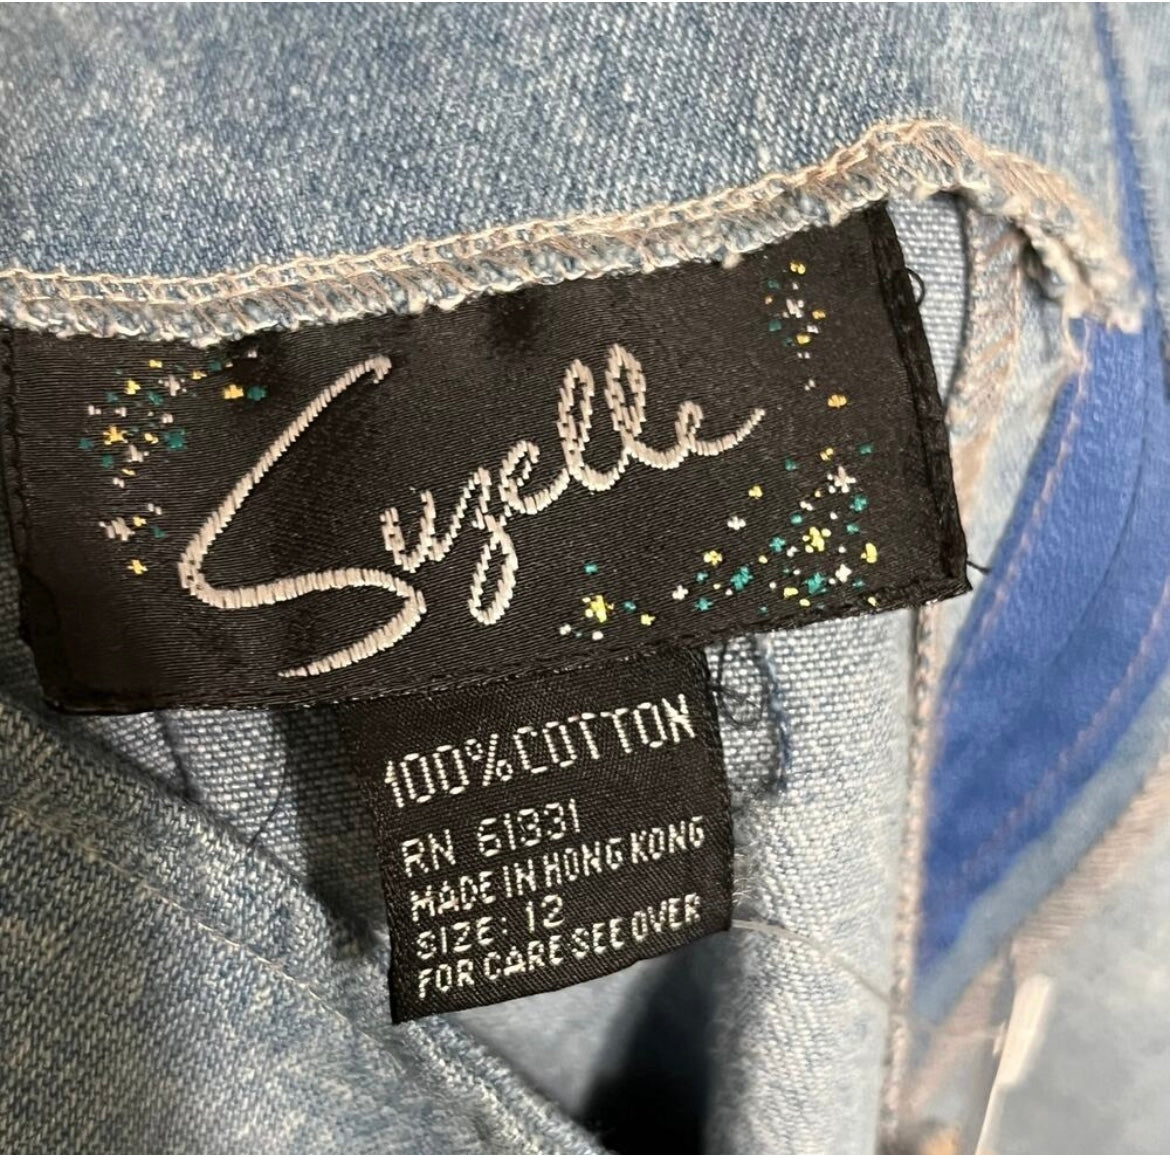 Suzelle
100% COTTON
RN 61331
MADE IN HONG KONG
SIZE: 12
FOR CARE SEE OVER